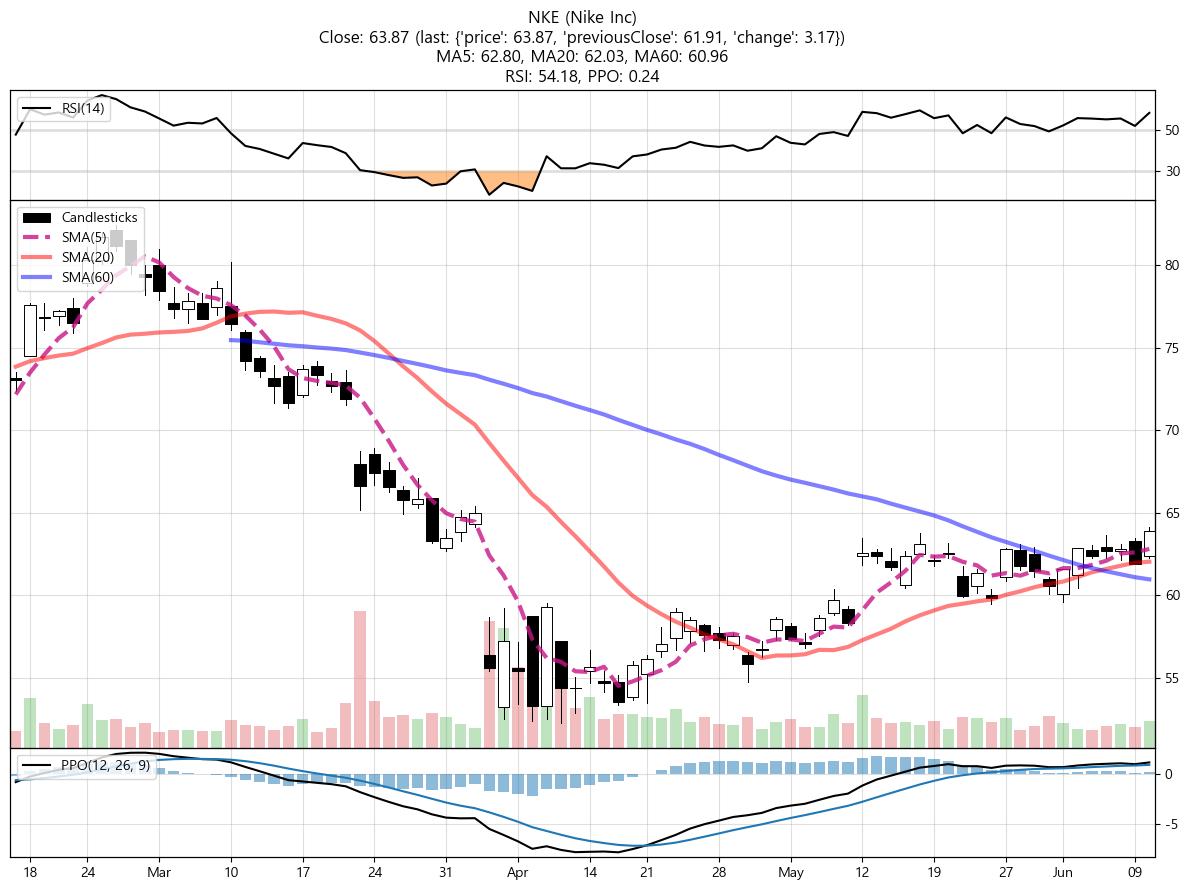 NKE (Nike Inc)
Close: 63.87 (last: {'price': 63.87, 'previousClose': 61.91, 'change': 3.17})
MA5: 62.80, MA20: 62.03, MA60: 60.96
RSI: 54.18, PPO: 0.24
RSI(14)
50
30
Candlesticks
SMA(5)
SMA(20)
SMA(60)
80
75
70
65
60
55
PPO(12, 26, 9)
0
-5
18 24 Mar 10 17 24 31 Apr 14 21 28 May 12 19 27 Jun 09